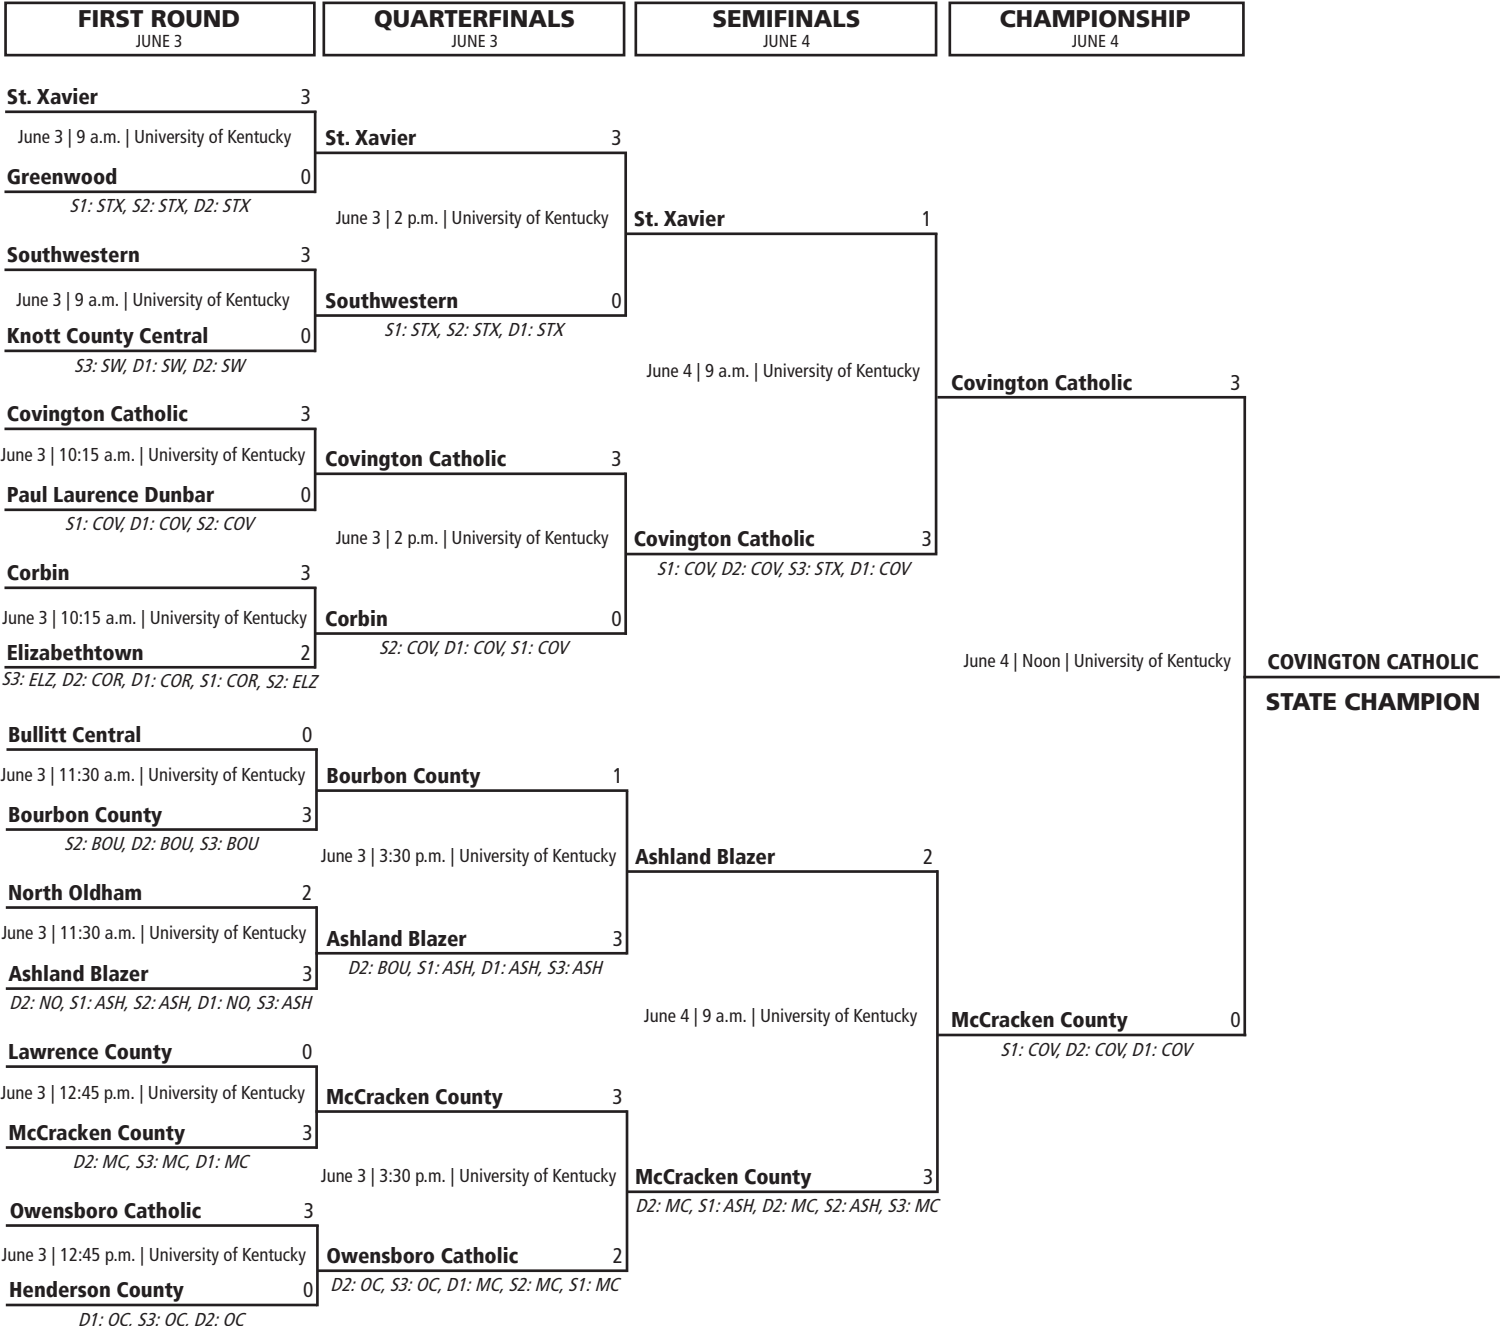 FIRST ROUND
JUNE 3
QUARTERFINALS
JUNE 3
SEMIFINALS
JUNE 4
CHAMPIONSHIP
JUNE 4
St. Xavier 3
June 3 | 9 a.m. | University of Kentucky
Greenwood 0
S1: STX, S2: STX, D2: STX
Southwestern 3
June 3 | 9 a.m. | University of Kentucky
Knott County Central 0
S3: SW, D1: SW, D2: SW
Covington Catholic 3
June 3 | 10:15 a.m. | University of Kentucky
Paul Laurence Dunbar 0
S1: COV, D1: COV, S2: COV
Corbin 3
June 3 | 10:15 a.m. | University of Kentucky
Elizabethtown 2
S3: ELZ, D2: COR, D1: COR, S1: COR, S2: ELZ
Bullitt Central 0
June 3 | 11:30 a.m. | University of Kentucky
Bourbon County 3
S2: BOU, D2: BOU, S3: BOU
North Oldham 2
June 3 | 11:30 a.m. | University of Kentucky
Ashland Blazer 3
D2: NO, S1: ASH, S2: ASH, D1: NO, S3: ASH
Lawrence County 0
June 3 | 12:45 p.m. | University of Kentucky
McCracken County 3
D2: MC, S3: MC, D1: MC
Owensboro Catholic 3
June 3 | 12:45 p.m. | University of Kentucky
Henderson County 0
D1: OC, S3: OC, D2: OC
St. Xavier 3
June 3 | 2 p.m. | University of Kentucky
Southwestern 0
S1: STX, S2: STX, D1: STX
Covington Catholic 3
June 3 | 2 p.m. | University of Kentucky
Corbin 0
S2: COV, D1: COV, S1: COV
Bourbon County 1
June 3 | 3:30 p.m. | University of Kentucky
Ashland Blazer 3
D2: BOU, S1: ASH, D1: ASH, S3: ASH
McCracken County 3
June 3 | 3:30 p.m. | University of Kentucky
Owensboro Catholic 2
D2: OC, S3: OC, D1: MC, S2: MC, S1: MC
St. Xavier 1
June 4 | 9 a.m. | University of Kentucky
Covington Catholic 3
S1: COV, D2: COV, S3: STX, D1: COV
Ashland Blazer 2
June 4 | 9 a.m. | University of Kentucky
McCracken County 3
D2: MC, S1: ASH, D2: MC, S2: ASH, S3: MC
Covington Catholic 3
June 4 | Noon | University of Kentucky
McCracken County 0
S1: COV, D2: COV, D1: COV
COVINGTON CATHOLIC
STATE CHAMPION